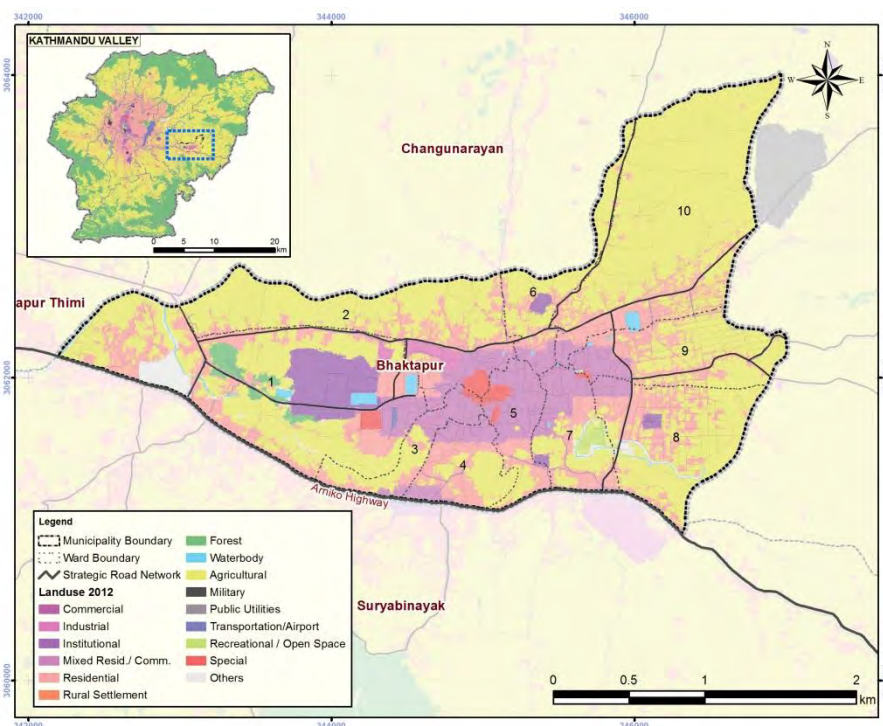 342000
344000
346000
3064000
3062000
3060000
KATHMANDU VALLEY
0 5 10 20
km
N
W E
S
Changunarayan
10
6
apur Thimi
2
9
1
Bhaktapur
5
7
8
3
4
Arniko Highway
Legend
Municipality Boundary
Ward Boundary
Strategic Road Network
Landuse 2012
Commercial
Industrial
Institutional
Mixed Resid./ Comm.
Residential
Rural Settlement
Forest
Waterbody
Agricultural
Military
Public Utilities
Transportation/Airport
Recreational / Open Space
Special
Others
Suryabinayak
0 0.5 1 2
km
342000
344000
346000
3064000
3062000
3060000